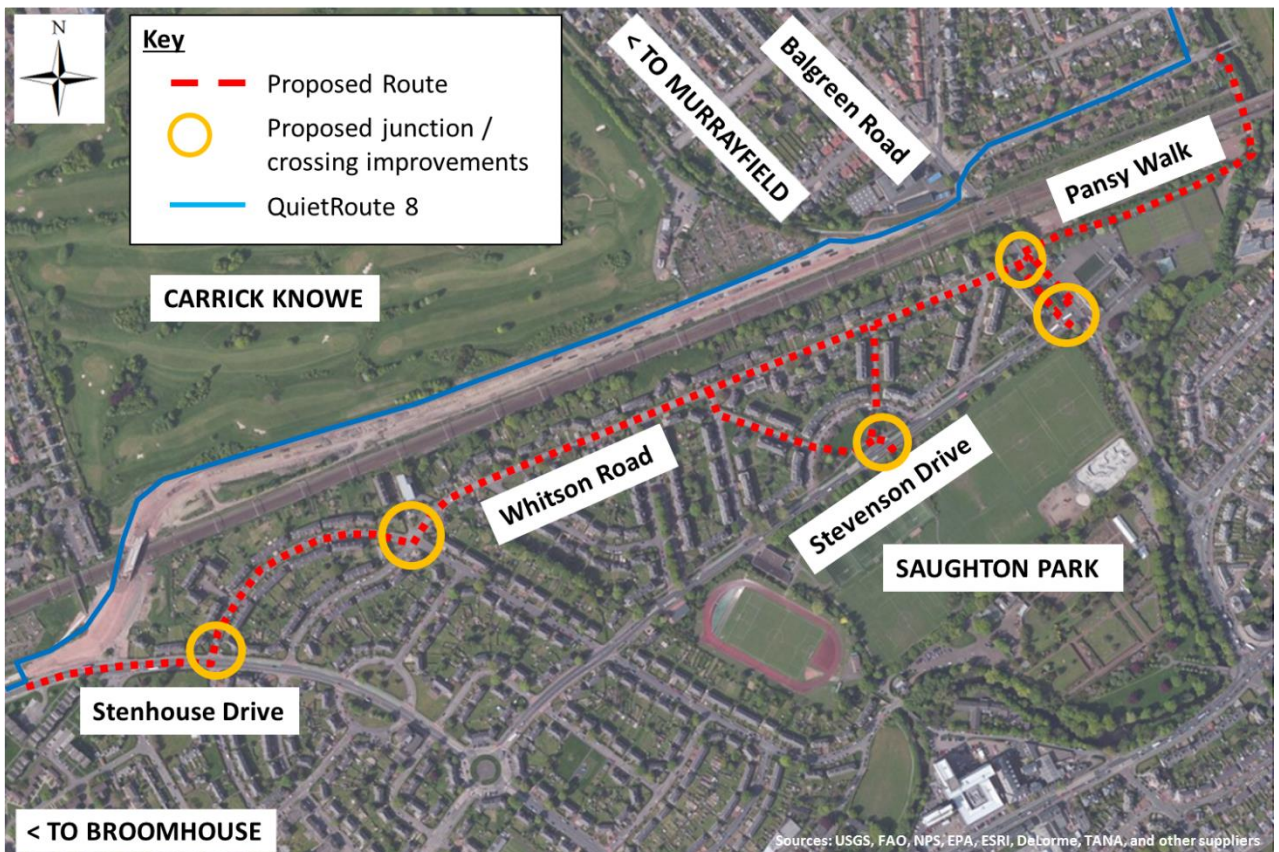 N
Key
Proposed Route
Proposed junction /
crossing improvements
QuietRoute 8
< TO MURRAYFIELD
Balgreen Road
Pansy Walk
CARRICK KNOWE
Whitson Road
Stevenson Drive
SAUGHTON PARK
Stenhouse Drive
< TO BROOMHOUSE
Sources: USGS, FAO, NPS, EPA, ESRI, DeLorme, TANA, and other suppliers